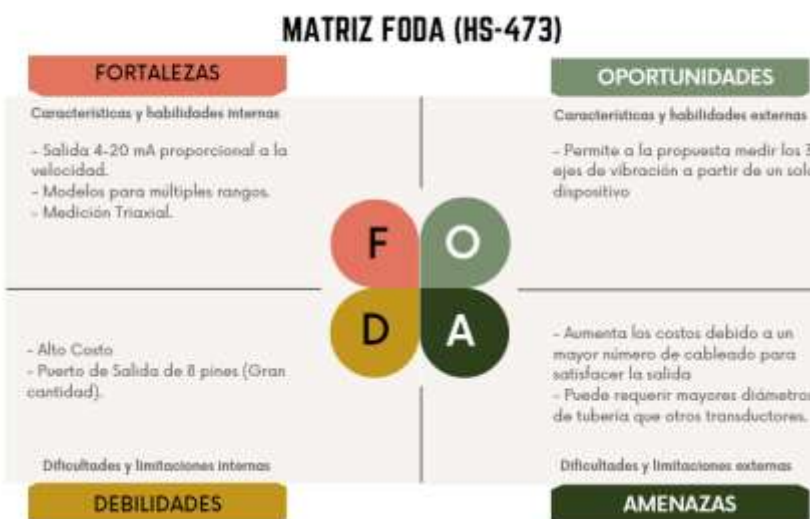 MATRIZ FODA (HS-473)
FORTALEZAS
Características y habilidades internas
- Salida 4-20 mA proporcional a la
velocidad.
- Modelos para múltiples rangos.
- Medición Triaxial.
OPORTUNIDADES
Características y habilidades externas
- Permite a la propuesta medir los 3
ejes de vibración a partir de un solo
dispositivo
F
O
D
A
- Alto Costo
- Puerto de Salida de 8 pines (Gran
cantidad).
Dificultades y limitaciones internas
DEBILIDADES
- Aumenta los costos debido a un
mayor número de cableado para
satisfacer la salida
- Puede requerir mayores diámetros
de tubería que otros transductores.
Dificultades y limitaciones externas
AMENAZAS